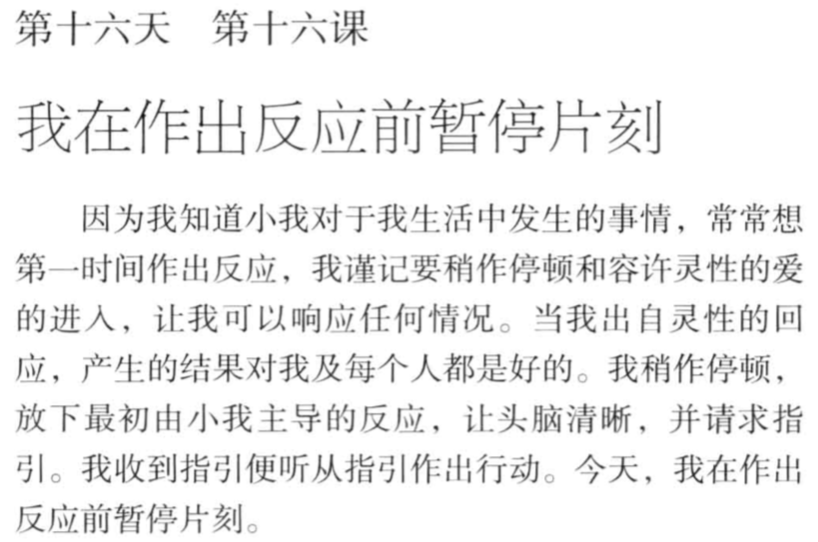 第十六天　第十六课
我在作出反应前暂停片刻
因为我知道小我对于我生活中发生的事情，常常想
第一时间作出反应，我谨记要稍作停顿和容许灵性的爱
的进入，让我可以响应任何情况。当我出自灵性的回
应，产生的结果对我及每个人都是好的。我稍作停顿，
放下最初由小我主导的反应，让头脑清晰，并请求指
引。我收到指引便听从指引作出行动。今天，我在作出
反应前暂停片刻。